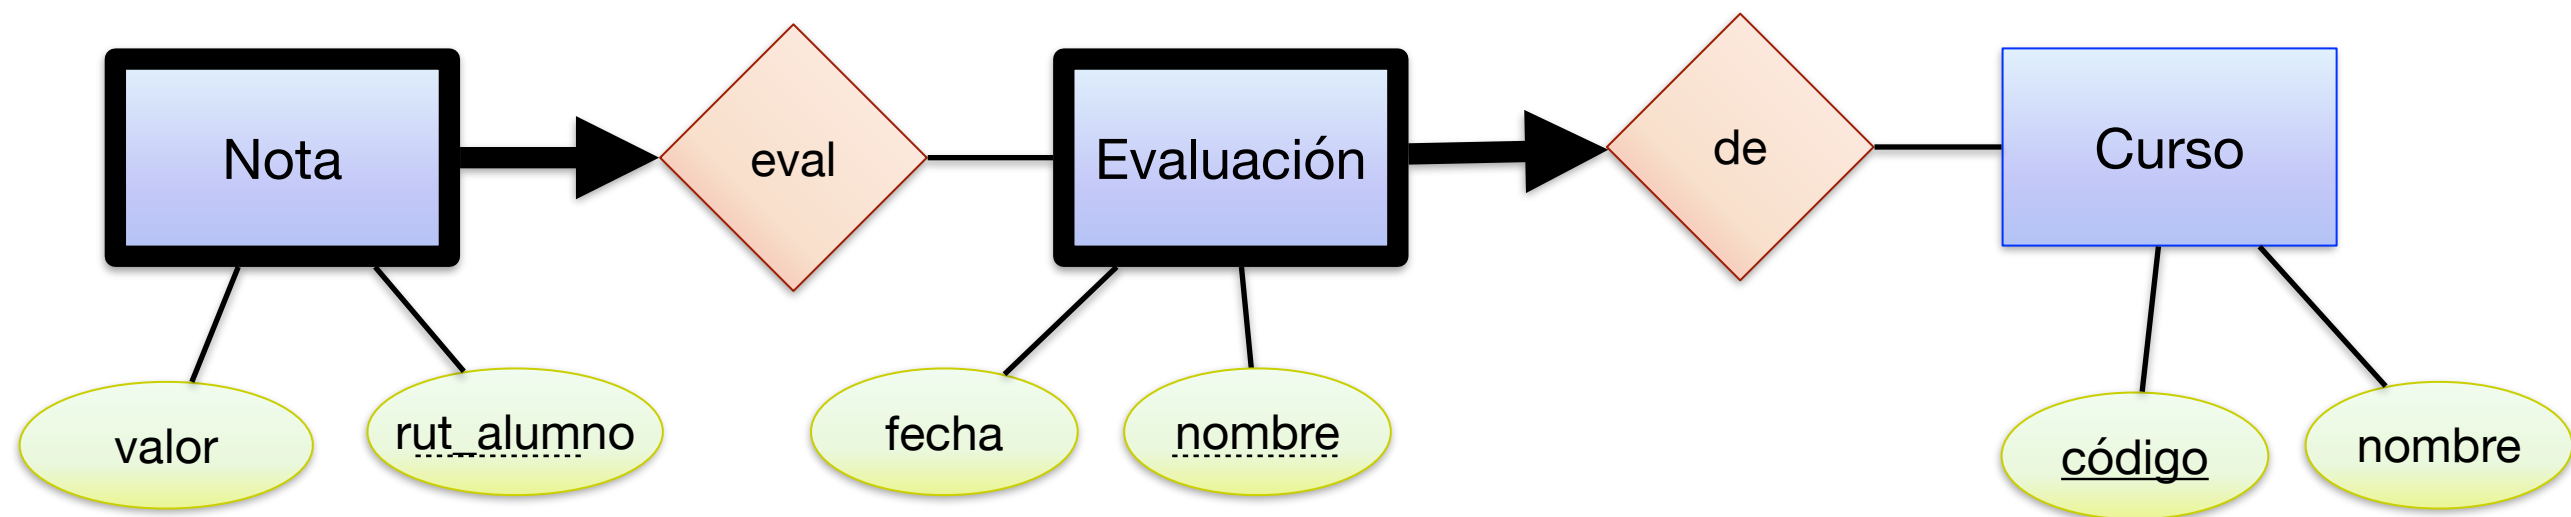 Nota
eval
Evaluación
de
Curso
valor
rut_alumno
fecha
nombre
código
nombre